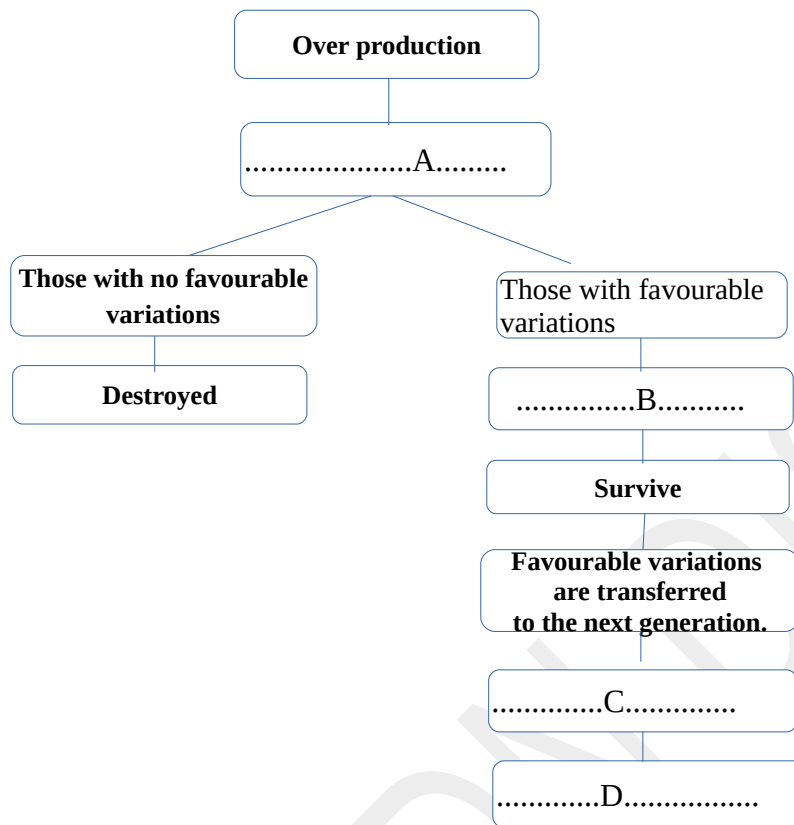 Over production
.....................A.........
Those with no favourable
variations
Those with favourable
variations
Destroyed
...............B...........
Survive
Favourable variations
are transferred
to the next generation.
..............C..............
.............D.................